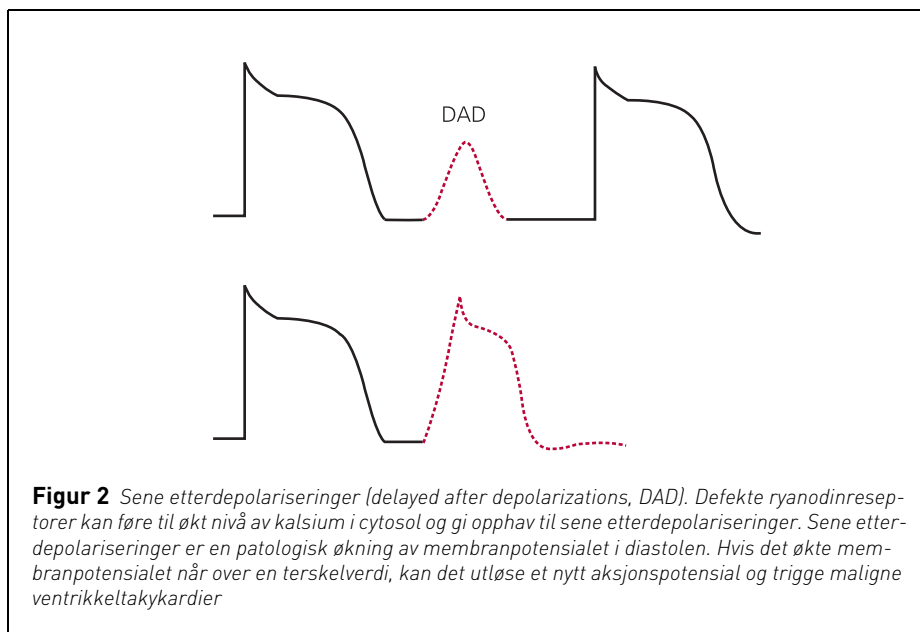 DAD
Figur 2 Sene etterdepolariseringer (delayed after depolarizations, DAD). Defekte ryanodinresep-
torer kan føre til økt nivå av kalsium i cytosol og gi opphav til sene etterdepolariseringer. Sene etter-
depolariseringer er en patologisk økning av membranpotensialet i diastolen. Hvis det økte mem-
branpotensialet når over en terskelverdi, kan det utløse et nytt aksjonspotensial og trigge maligne
ventrikkeltakykardier